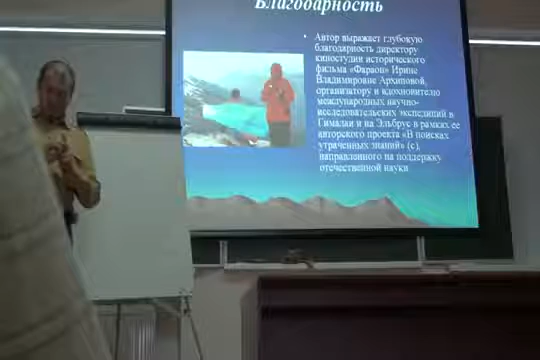 Благодарность
• Автор выражает глубокую
благодарность директору
киностудии исторического
фильма «Фараон» Ирине
Владимировне Архиповой,
организатору и вдохновителю
международных научно-
исследовательских экспедиций в
Гималаи и на Эльбрус в рамках ее
авторского проекта «В поисках
утраченных знаний» (с),
направленного на поддержку
отечественной науки